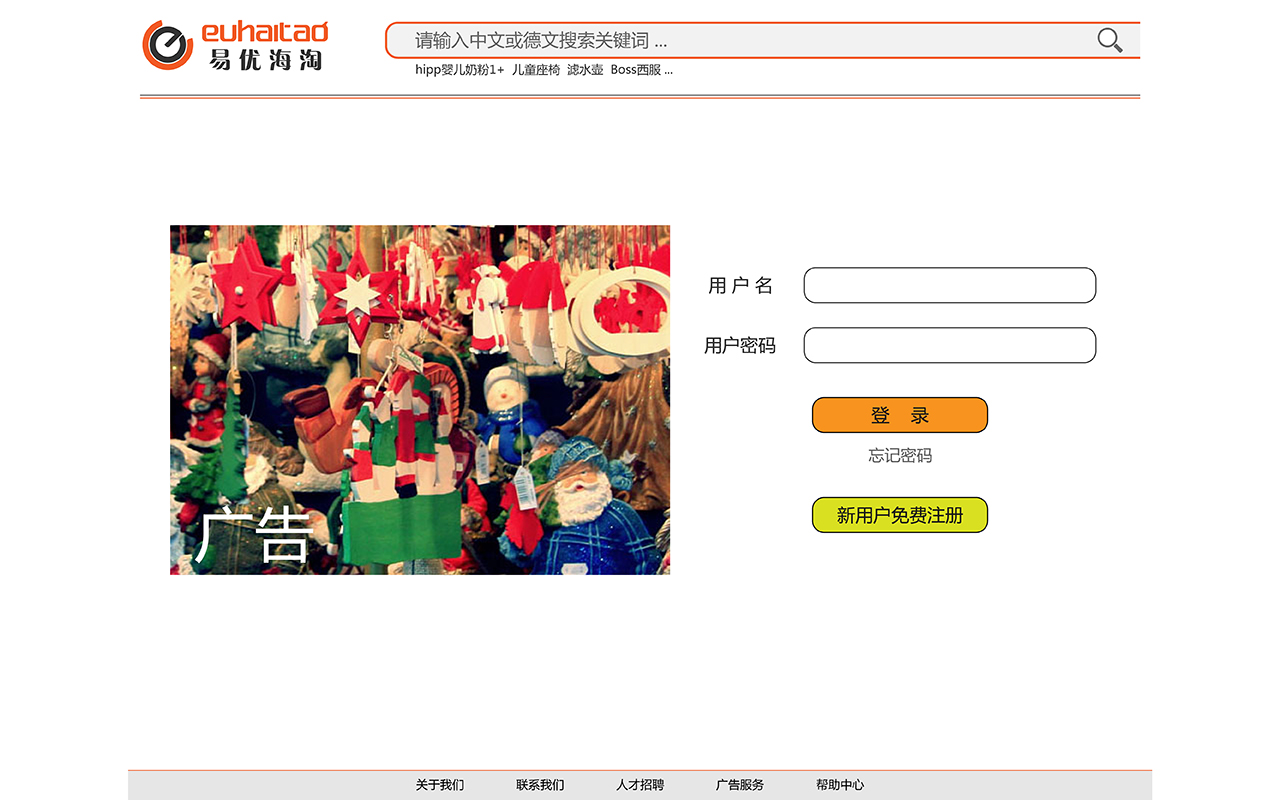 euhaitao
易优海淘
请输入中文或德文搜索关键词 ...
hipp婴儿奶粉1+ 儿童座椅 滤水壶 Boss西服 ...
用 户 名
用户密码
登 录
忘记密码
新用户免费注册
广告
关于我们 联系我们 人才招聘 广告服务 帮助中心